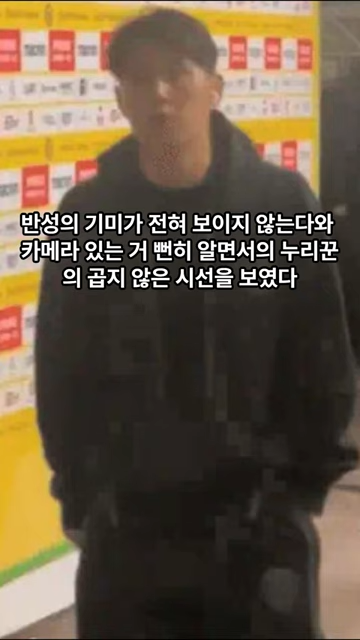 반성의 기미가 전혀 보이지 않는다와
카메라 있는 거 뻔히 알면서의 누리꾼
의 곱지 않은 시선을 보였다